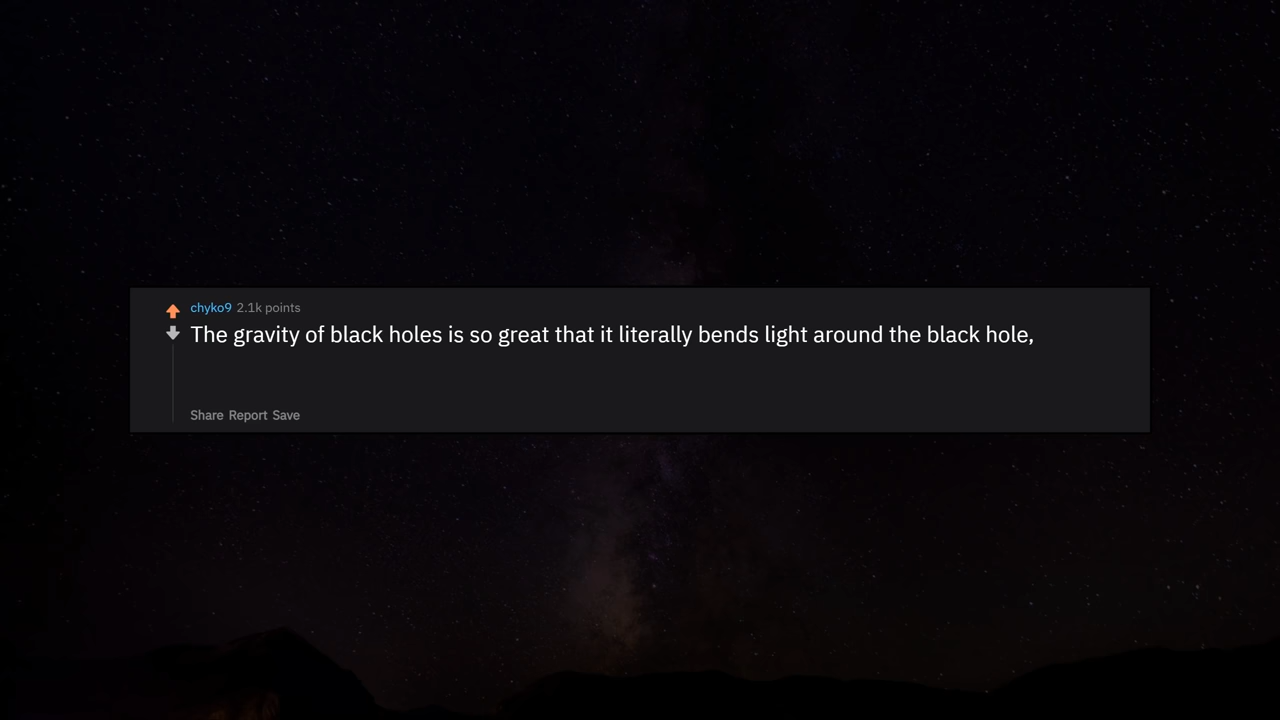 chyko9 2.1k points
The gravity of black holes is so great that it literally bends light around the black hole,
Share Report Save